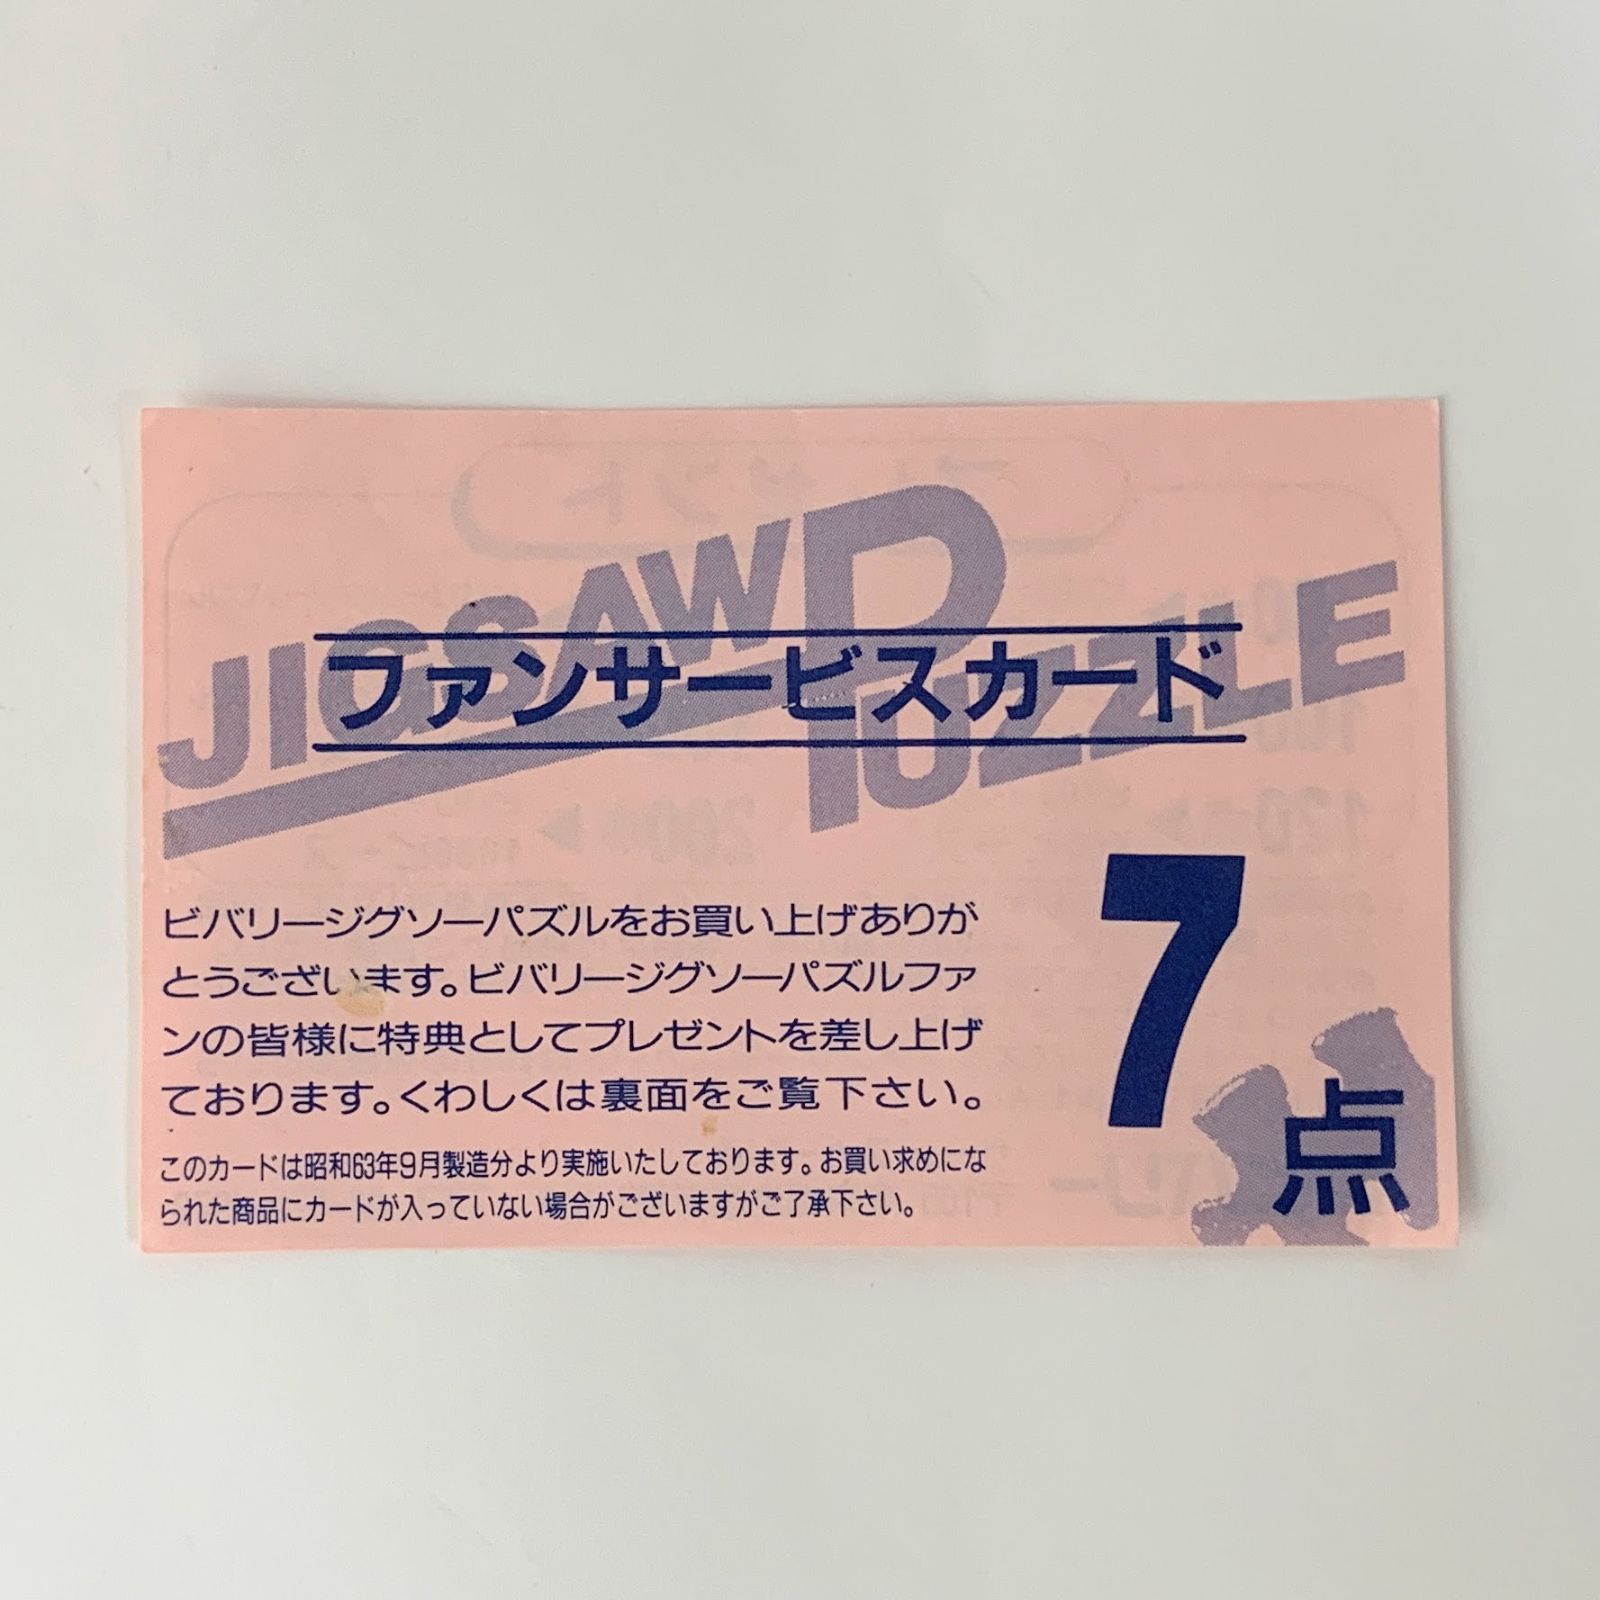 JIGSAW PUZZLE
ファンサービスカード
7点
ビバリージグソーパズルをお買い上げありが
とうございます。ビバリージグソーパズルファ
ンの皆様に特典としてプレゼントを差し上げ
ております。くわしくは裏面をご覧下さい。
このカードは昭和63年9月製造分より実施いたしております。お買い求めにな
られた商品にカードが入っていない場合がございますがご了承下さい。